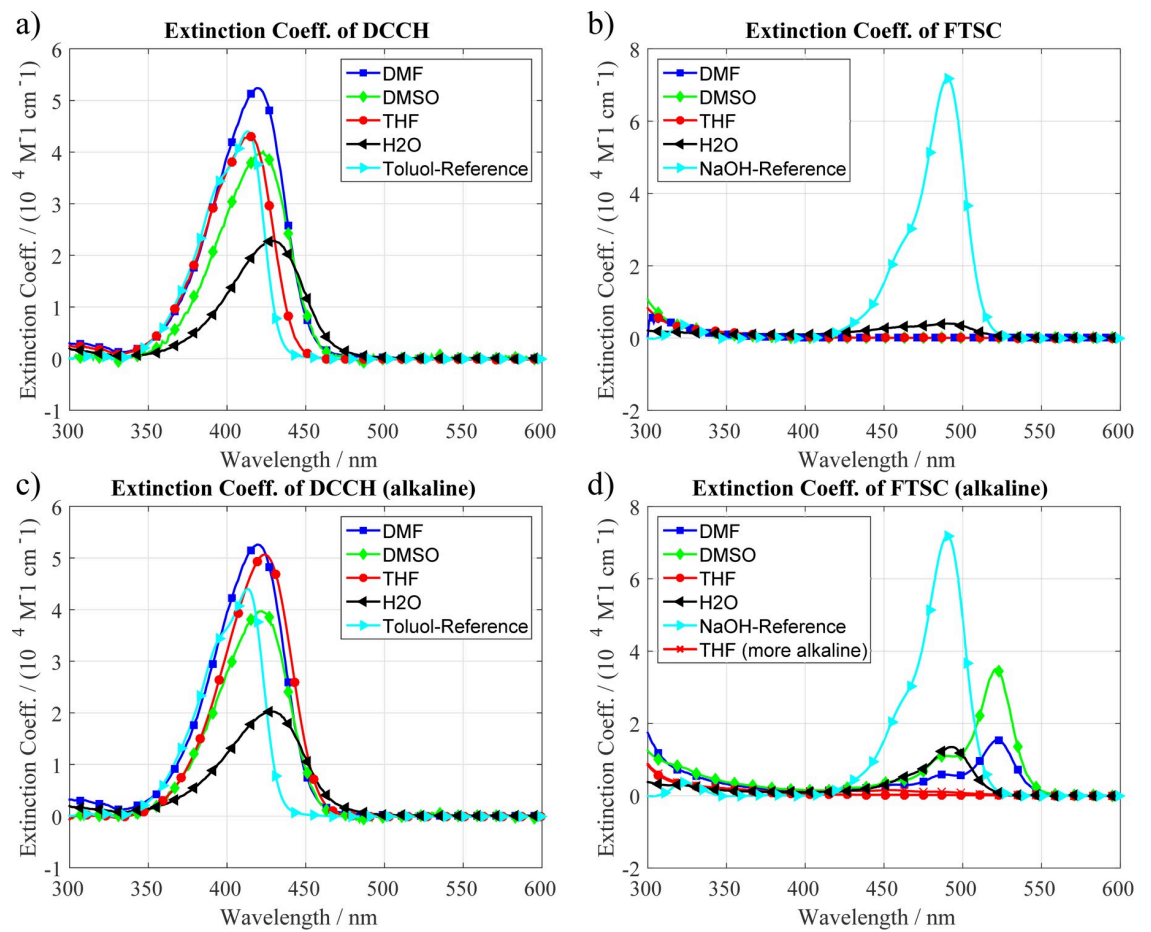 a)
Extinction Coeff. of DCCH
Extinction Coeff. / (10 ^4 M^-1 cm ^-1)
6
5
4
3
2
1
0
-1
300 350 400 450 500 550 600
Wavelength / nm
DMF
DMSO
THF
H2O
Toluol-Reference
b)
Extinction Coeff. of FTSC
Extinction Coeff. / (10 ^4 M^-1 cm ^-1)
8
6
4
2
0
-2
300 350 400 450 500 550 600
Wavelength / nm
DMF
DMSO
THF
H2O
NaOH-Reference
c)
Extinction Coeff. of DCCH (alkaline)
Extinction Coeff. / (10 ^4 M^-1 cm ^-1)
6
5
4
3
2
1
0
-1
300 350 400 450 500 550 600
Wavelength / nm
DMF
DMSO
THF
H2O
Toluol-Reference
d)
Extinction Coeff. of FTSC (alkaline)
Extinction Coeff. / (10 ^4 M^-1 cm ^-1)
8
6
4
2
0
-2
300 350 400 450 500 550 600
Wavelength / nm
DMF
DMSO
THF
H2O
NaOH-Reference
THF (more alkaline)